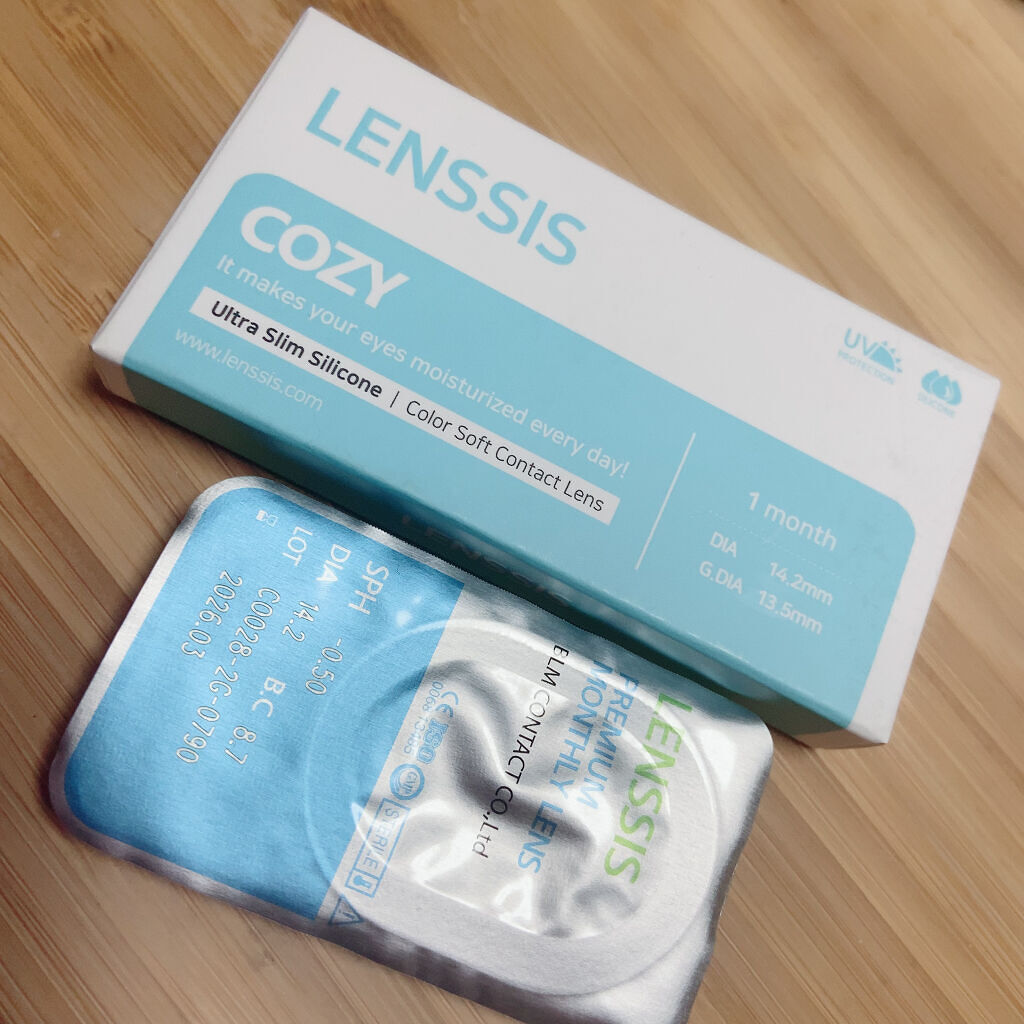 LENSSIS
COZY
It makes your eyes moisturized every day!
Ultra Slim Silicone | Color Soft Contact Lens
www.lenssis.com
UV
PROTECTION
SILICONE
1 month
DIA 14.2mm
G.DIA 13.5mm
LENSSIS
PREMIUM
MONTHLY LENS
BLM CONTACT CO.,Ltd
STERILE
SPH -0.50
DIA 14.2 B.C 8.7
LOT C0028-2G-0790
2026.03